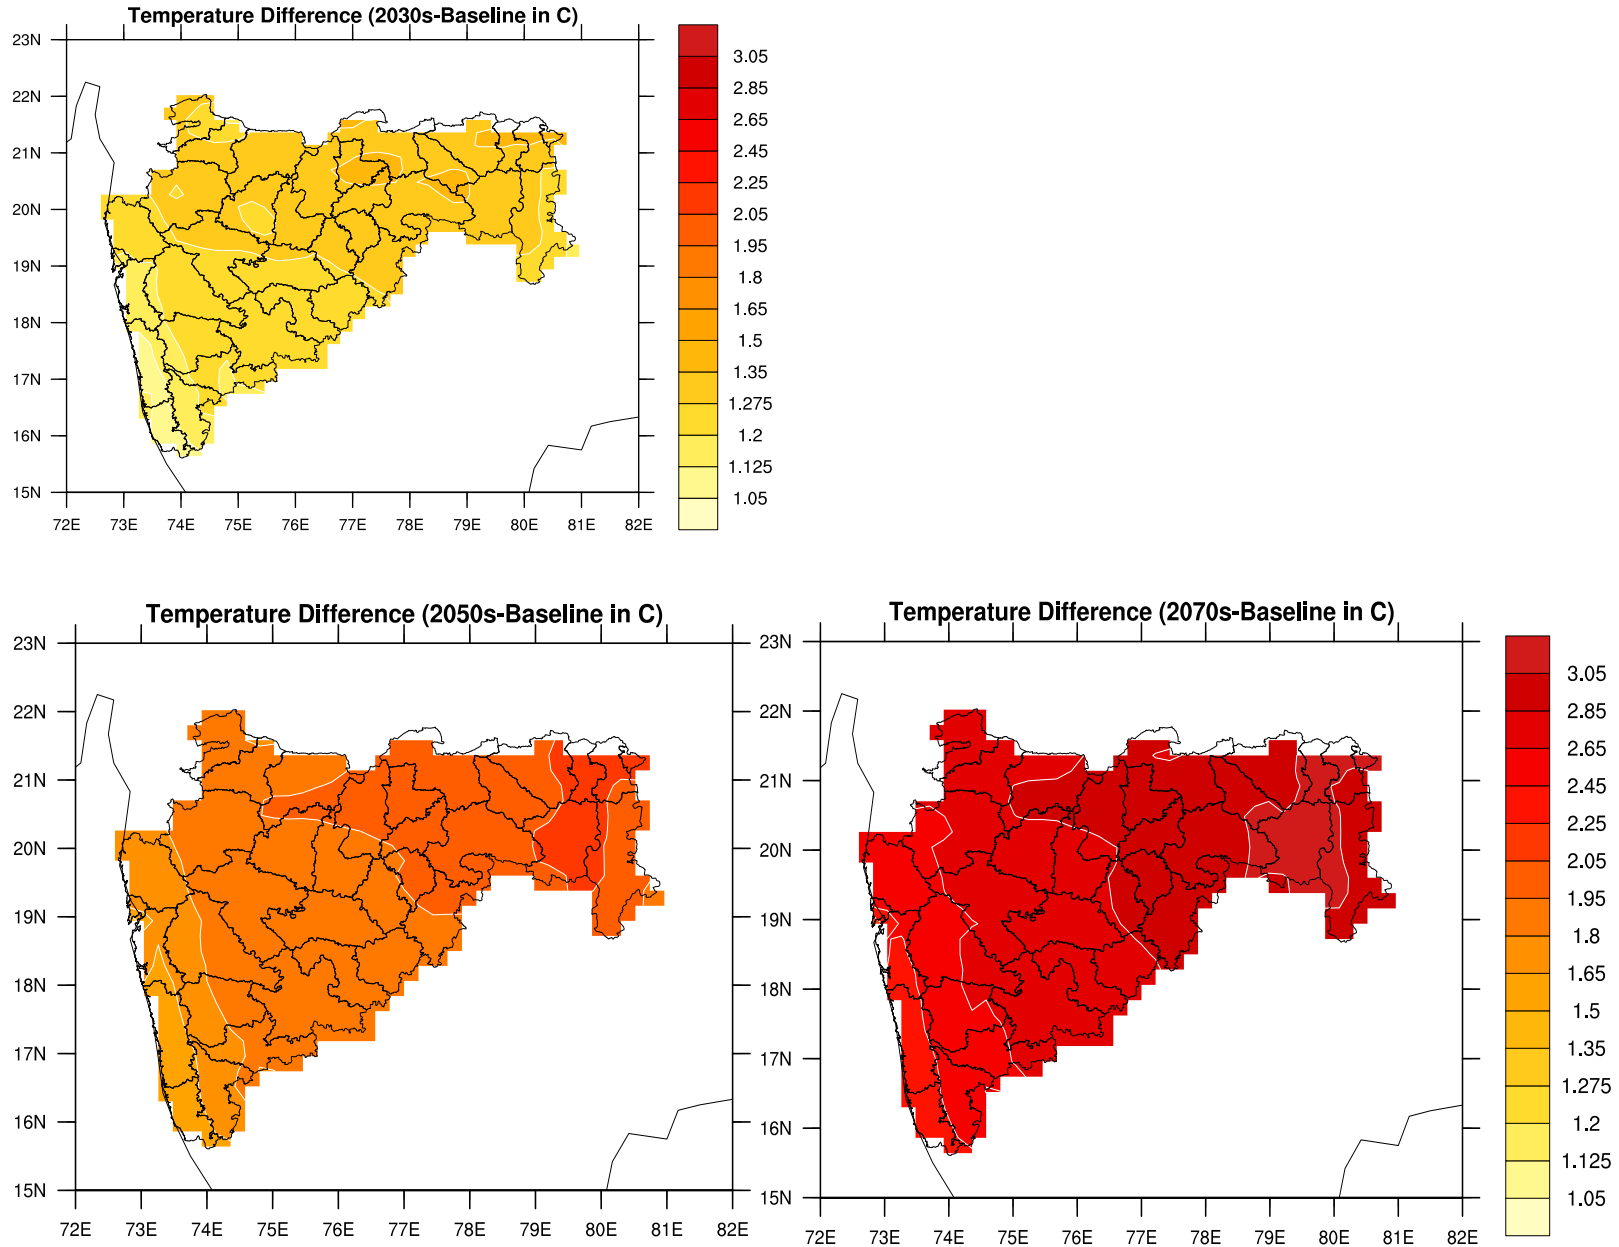 Temperature Difference (2030s-Baseline in C)
23N
22N
21N
20N
19N
18N
17N
16N
15N
72E 73E 74E 75E 76E 77E 78E 79E 80E 81E 82E
3.05
2.85
2.65
2.45
2.25
2.05
1.95
1.8
1.65
1.5
1.35
1.275
1.2
1.125
1.05
Temperature Difference (2050s-Baseline in C)
23N
22N
21N
20N
19N
18N
17N
16N
15N
72E 73E 74E 75E 76E 77E 78E 79E 80E 81E 82E
Temperature Difference (2070s-Baseline in C)
23N
22N
21N
20N
19N
18N
17N
16N
15N
72E 73E 74E 75E 76E 77E 78E 79E 80E 81E 82E
3.05
2.85
2.65
2.45
2.25
2.05
1.95
1.8
1.65
1.5
1.35
1.275
1.2
1.125
1.05